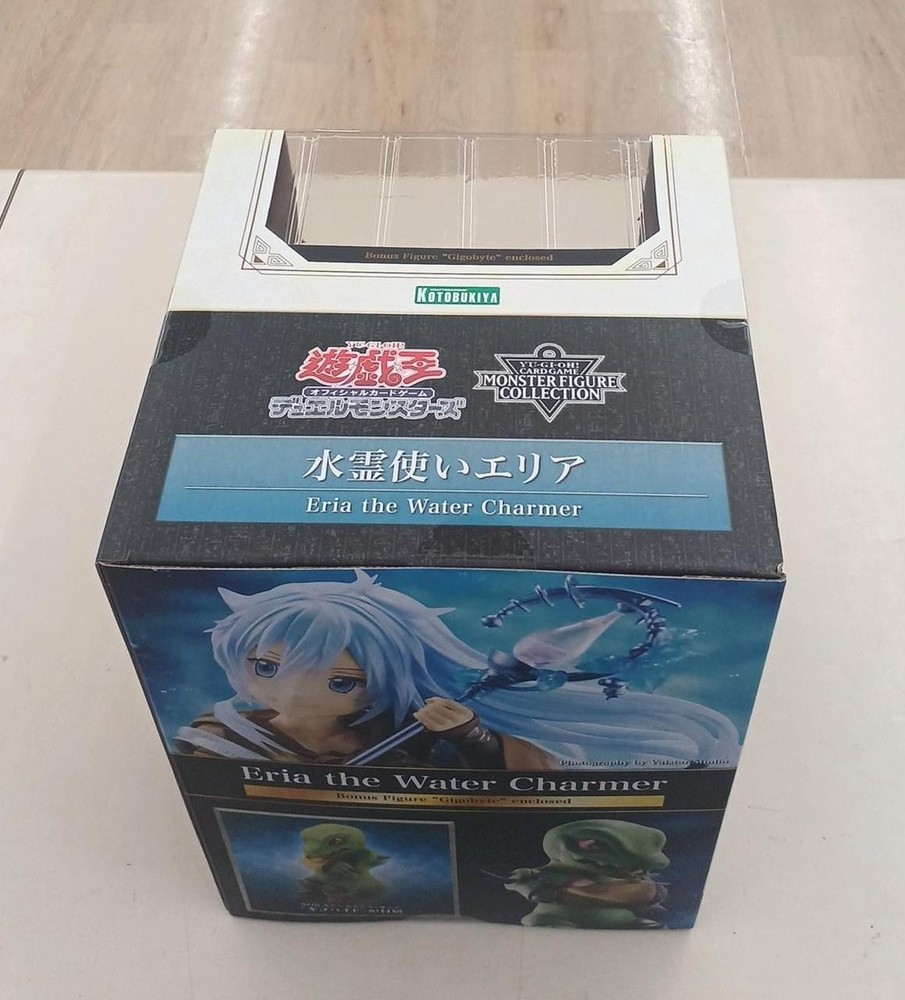 Bonus Figure "Gigobyte" enclosed
KOTOBUKIYA
YU-GI-OH!
遊戯王
オフィシャルカードゲーム
デュエルモンスターズ
YU-GI-OH!
CARD GAME
MONSTER FIGURE
COLLECTION
水霊使いエリア
Eria the Water Charmer
Photography by
Eria the Water Charmer
Bonus Figure "Gigobyte" enclosed